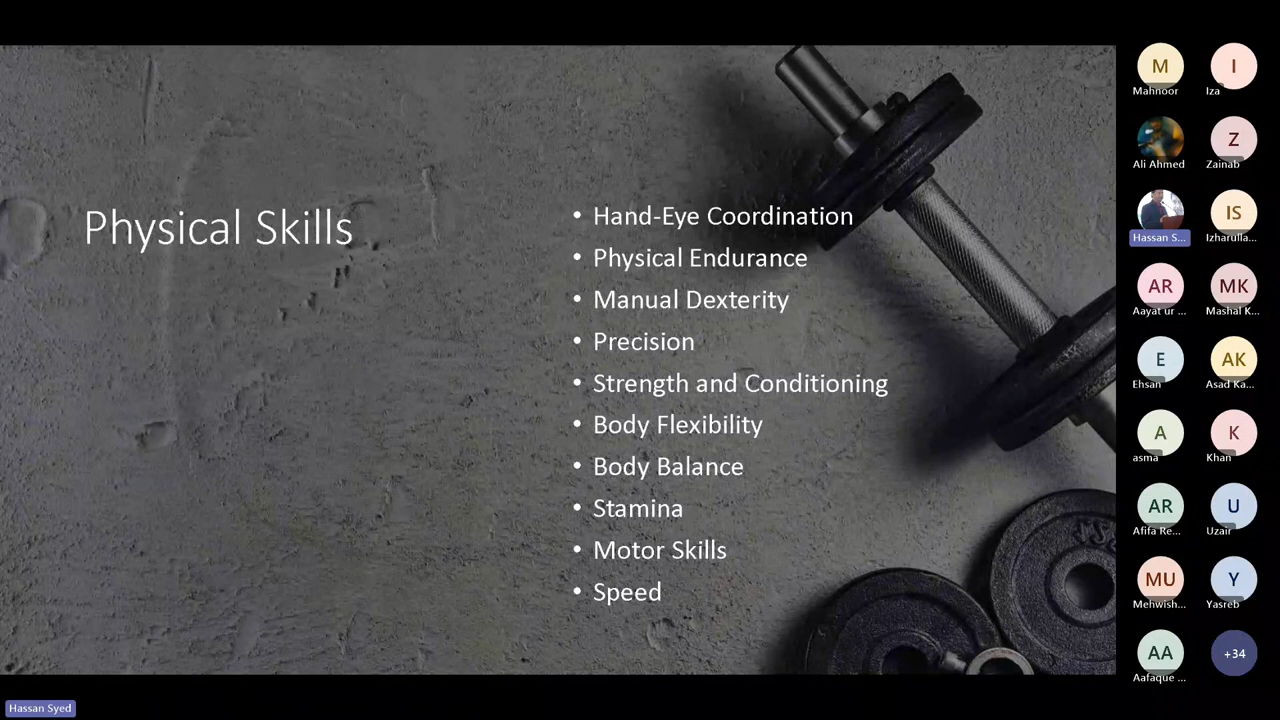 Physical Skills
• Hand-Eye Coordination
• Physical Endurance
• Manual Dexterity
• Precision
• Strength and Conditioning
• Body Flexibility
• Body Balance
• Stamina
• Motor Skills
• Speed
M
Mahnoor
I
Iza
Ali Ahmed
Z
Zainab
Hassan S...
IS
Izharulla...
AR
Aayat ur ...
MK
Mashal K...
E
Ehsan
AK
Asad Ka...
A
asma
K
Khan
AR
Afifa Re...
U
Uzair
MU
Mehwish...
Y
Yasreb
AA
Aafaque ...
+34
Hassan Syed